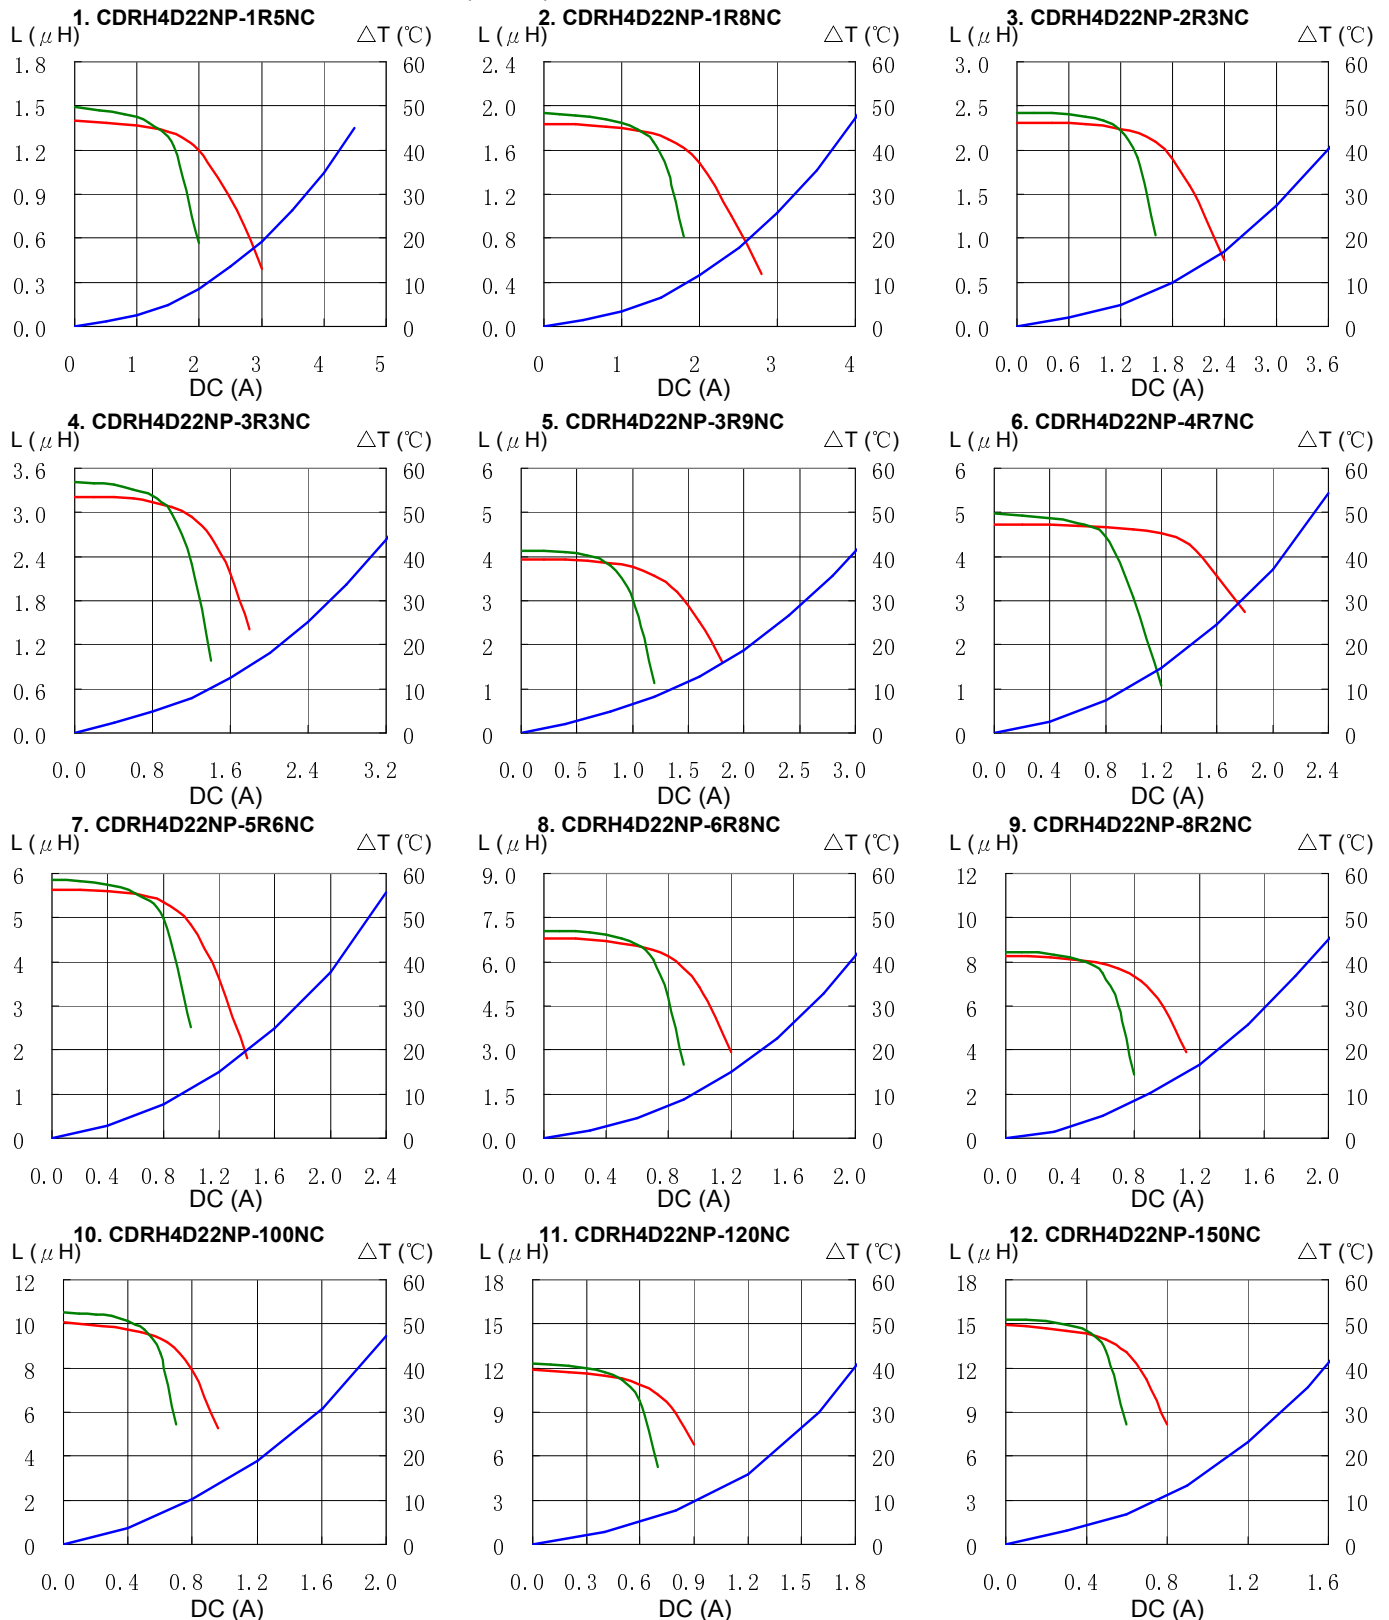 1. CDRH4D22NP-1R5NC
L (μH) △T (℃)
1.8 60
1.5 50
1.2 40
0.9 30
0.6 20
0.3 10
0.0 0
0 1 2 3 4 5
DC (A)
2. CDRH4D22NP-1R8NC
L (μH) △T (℃)
2.4 60
2.0 50
1.6 40
1.2 30
0.8 20
0.4 10
0.0 0
0 1 2 3 4
DC (A)
3. CDRH4D22NP-2R3NC
L (μH) △T (℃)
3.0 60
2.5 50
2.0 40
1.5 30
1.0 20
0.5 10
0.0 0
0.0 0.6 1.2 1.8 2.4 3.0 3.6
DC (A)
4. CDRH4D22NP-3R3NC
L (μH) △T (℃)
3.6 60
3.0 50
2.4 40
1.8 30
1.2 20
0.6 10
0.0 0
0.0 0.8 1.6 2.4 3.2
DC (A)
5. CDRH4D22NP-3R9NC
L (μH) △T (℃)
6 60
5 50
4 40
3 30
2 20
1 10
0 0
0.0 0.5 1.0 1.5 2.0 2.5 3.0
DC (A)
6. CDRH4D22NP-4R7NC
L (μH) △T (℃)
6 60
5 50
4 40
3 30
2 20
1 10
0 0
0.0 0.4 0.8 1.2 1.6 2.0 2.4
DC (A)
7. CDRH4D22NP-5R6NC
L (μH) △T (℃)
6 60
5 50
4 40
3 30
2 20
1 10
0 0
0.0 0.4 0.8 1.2 1.6 2.0 2.4
DC (A)
8. CDRH4D22NP-6R8NC
L (μH) △T (℃)
9.0 60
7.5 50
6.0 40
4.5 30
3.0 20
1.5 10
0.0 0
0.0 0.4 0.8 1.2 1.6 2.0
DC (A)
9. CDRH4D22NP-8R2NC
L (μH) △T (℃)
12 60
10 50
8 40
6 30
4 20
2 10
0 0
0.0 0.4 0.8 1.2 1.6 2.0
DC (A)
10. CDRH4D22NP-100NC
L (μH) △T (℃)
12 60
10 50
8 40
6 30
4 20
2 10
0 0
0.0 0.4 0.8 1.2 1.6 2.0
DC (A)
11. CDRH4D22NP-120NC
L (μH) △T (℃)
18 60
15 50
12 40
9 30
6 20
3 10
0 0
0.0 0.3 0.6 0.9 1.2 1.5 1.8
DC (A)
12. CDRH4D22NP-150NC
L (μH) △T (℃)
18 60
15 50
12 40
9 30
6 20
3 10
0 0
0.0 0.4 0.8 1.2 1.6
DC (A)